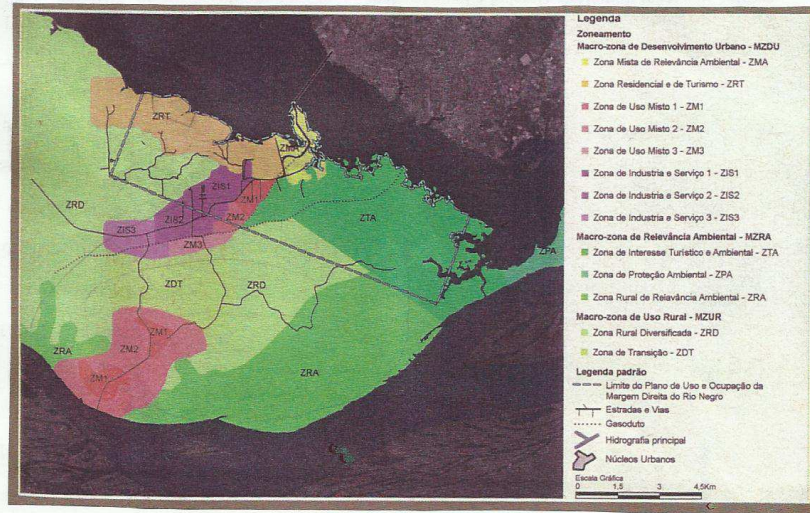 ZRT
ZMA
ZIS1
ZM1
ZRD
ZIS2
ZM2
ZTA
ZIS3
ZM3
ZPA
ZDT
ZRD
ZM1
ZM2
ZRA
ZM1
ZRA
Legenda
Zoneamento
Macro-zona de Desenvolvimento Urbano - MZDU
Zona Mista de Relevância Ambiental - ZMA
Zona Residencial e de Turismo - ZRT
Zona de Uso Misto 1 - ZM1
Zona de Uso Misto 2 - ZM2
Zona de Uso Misto 3 - ZM3
Zona de Industria e Serviço 1 - ZIS1
Zona de Industria e Serviço 2 - ZIS2
Zona de Industria e Serviço 3 - ZIS3
Macro-zona de Relevância Ambiental - MZRA
Zona de Interesse Turístico e Ambiental - ZTA
Zona de Proteção Ambiental - ZPA
Zona Rural de Relavância Ambiental - ZRA
Macro-zona de Uso Rural - MZUR
Zona Rural Diversificada - ZRD
Zona de Transição - ZDT
Legenda padrão
Limite do Plano de Uso e Ocupação da
Margem Direita do Rio Negro
Estradas e Vias
Gasoduto
Hidrografia principal
Núcleos Urbanos
Escala Gráfica
0 1,5 3 4,5Km